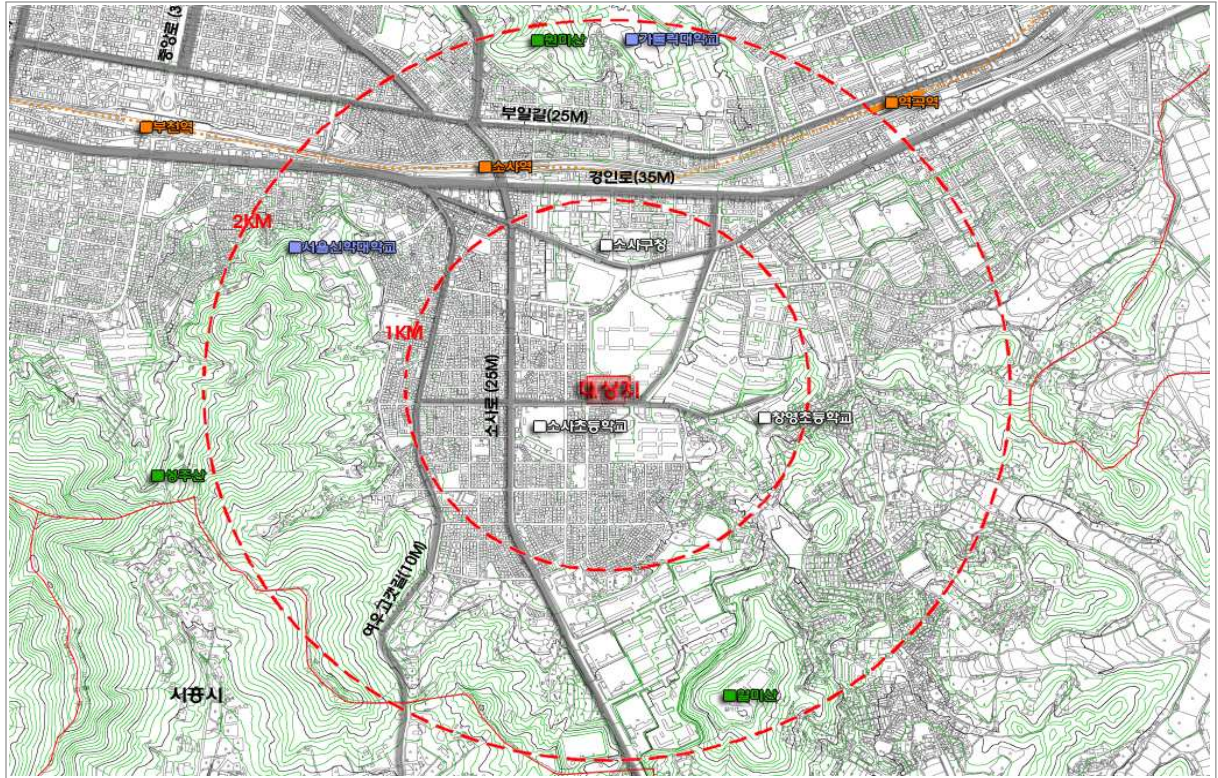 중앙로 (3
원미산
가톨릭대학교
역곡역
부일길(25M)
부천역
소사역
경인로(35M)
2KM
서울신학대학교
소사구청
1KM
소사로 (25M)
대상지
소사초등학교
창영초등학교
성주산
여우고갯길(10M)
시흥시
할미산